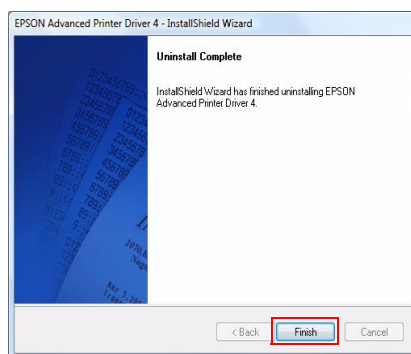 EPSON Advanced Printer Driver 4 - InstallShield Wizard
Uninstall Complete
InstallShield Wizard has finished uninstalling EPSON
Advanced Printer Driver 4.
< Back
Finish
Cancel